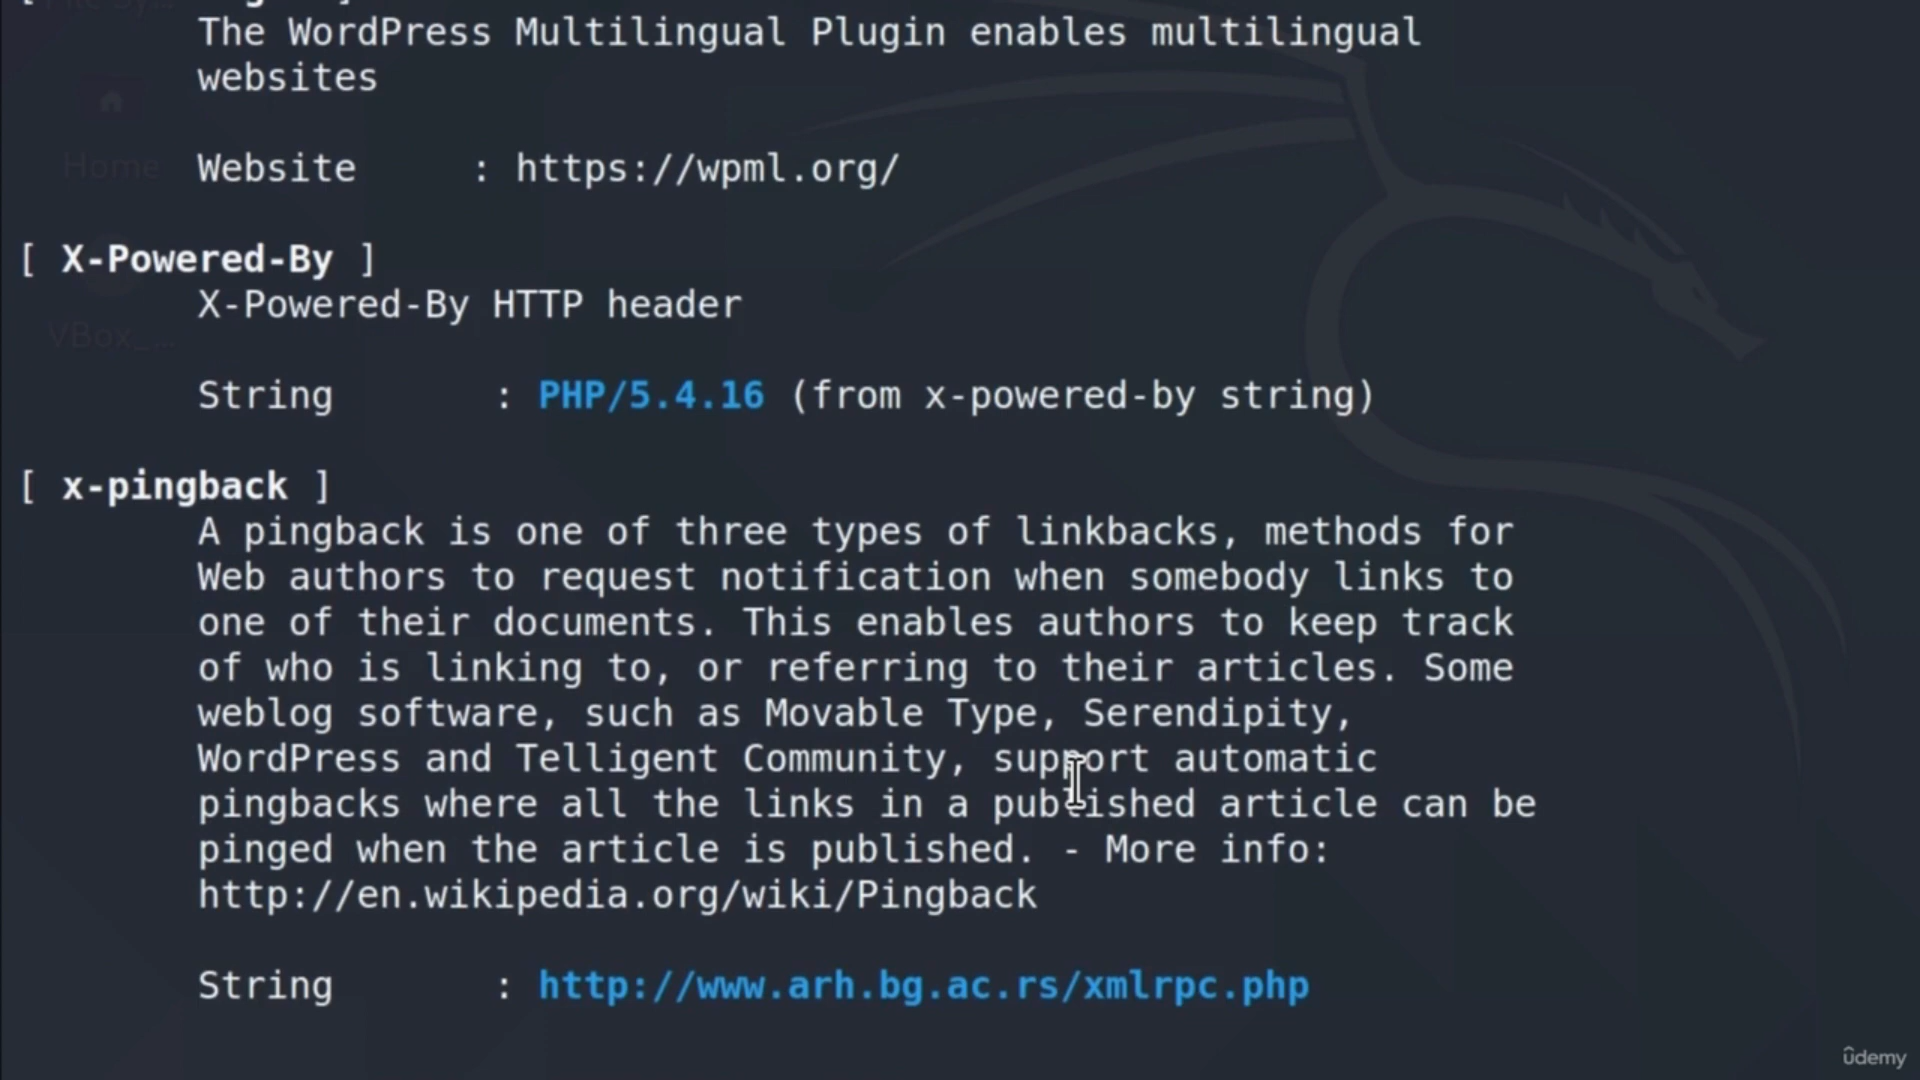 The WordPress Multilingual Plugin enables multilingual
websites
Home
Website : https://wpml.org/
[ X-Powered-By ]
X-Powered-By HTTP header
VBox_...
String : PHP/5.4.16 (from x-powered-by string)
[ x-pingback ]
A pingback is one of three types of linkbacks, methods for
Web authors to request notification when somebody links to
one of their documents. This enables authors to keep track
of who is linking to, or referring to their articles. Some
weblog software, such as Movable Type, Serendipity,
WordPress and Telligent Community, support automatic
pingbacks where all the links in a published article can be
pinged when the article is published. - More info:
http://en.wikipedia.org/wiki/Pingback
String : http://www.arh.bg.ac.rs/xmlrpc.php
ûdemy